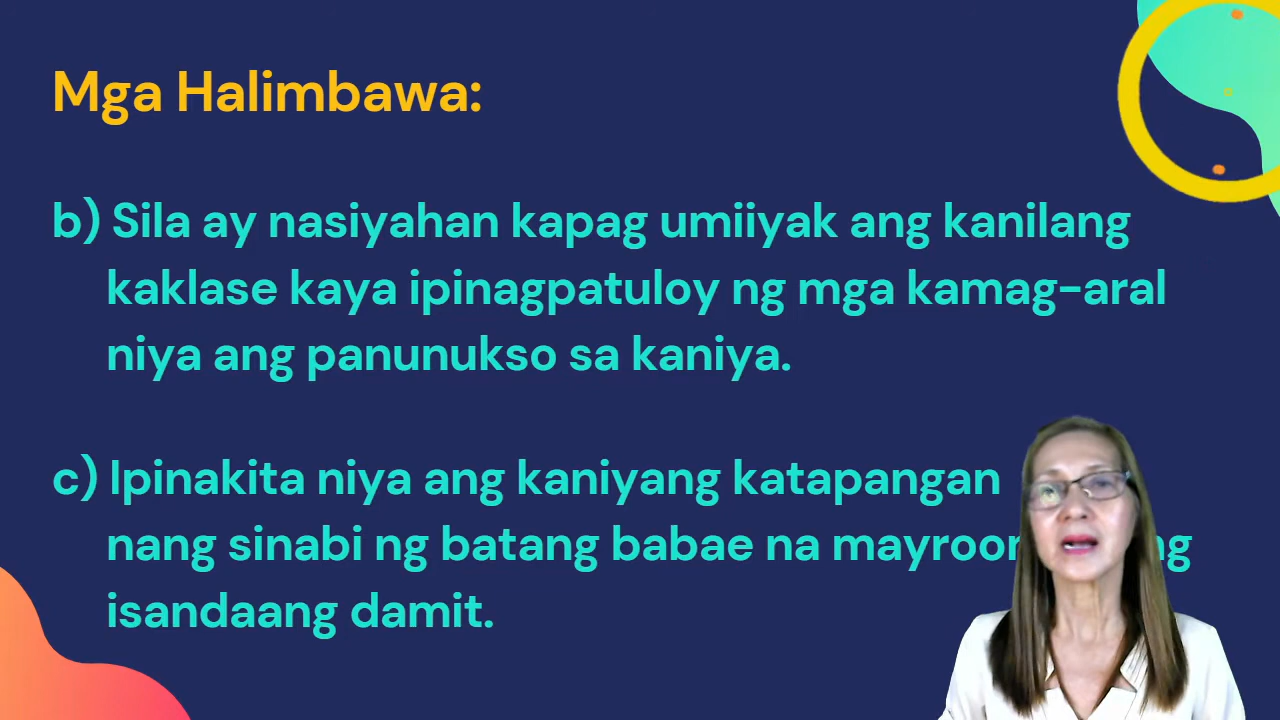 Mga Halimbawa:
b) Sila ay nasiyahan kapag umiiyak ang kanilang
kaklase kaya ipinagpatuloy ng mga kamag-aral
niya ang panunukso sa kaniya.
c) Ipinakita niya ang kaniyang katapangan
nang sinabi ng batang babae na
isandaang damit.